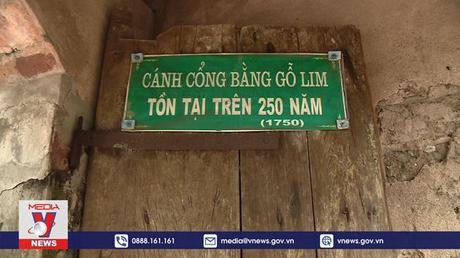 CÁNH CỔNG BẰNG GỖ LIM
TỒN TẠI TRÊN 250 NĂM
(1750)
MEDIA
V
NEWS
0888.161.161
media@vnews.gov.vn
vnews.gov.vn